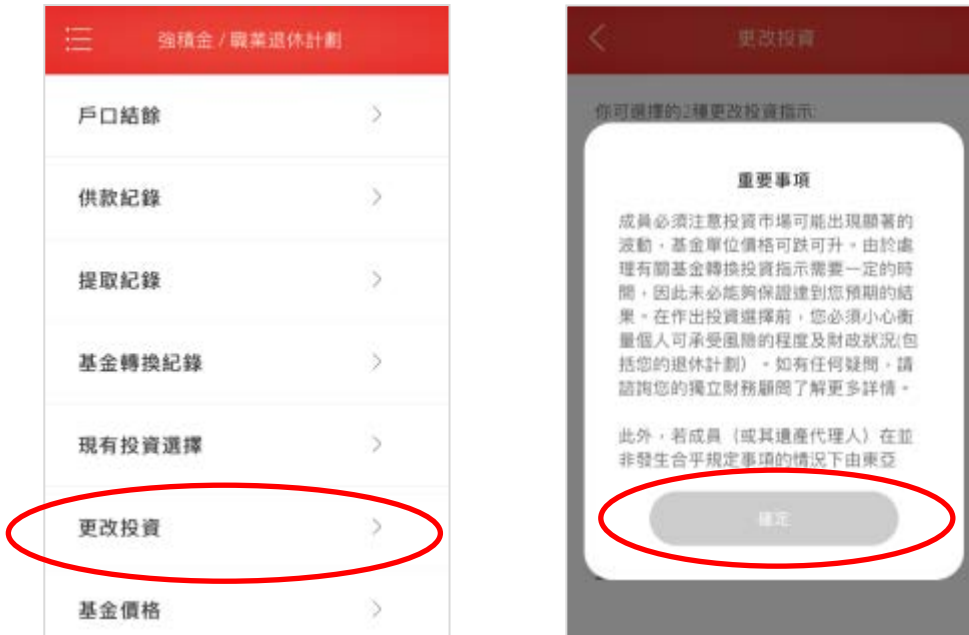 強積金 / 職業退休計劃
戶口結餘
供款紀錄
提取紀錄
基金轉換紀錄
現有投資選擇
更改投資
基金價格
更改投資
你可選擇的2種更改投資指示:
重要事項
成員必須注意投資市場可能出現顯著的
波動，基金單位價格可跌可升。由於處
理有關基金轉換投資指示需要一定的時
間，因此未必能夠保證達到您預期的結
果。在作出投資選擇前，您必須小心衡
量個人可承受風險的程度及財政狀況(包
括您的退休計劃）。如有任何疑問，請
諮詢您的獨立財務顧問了解更多詳情。
此外，若成員（或其遺產代理人）在並
非發生合乎規定事項的情況下由東亞
確定